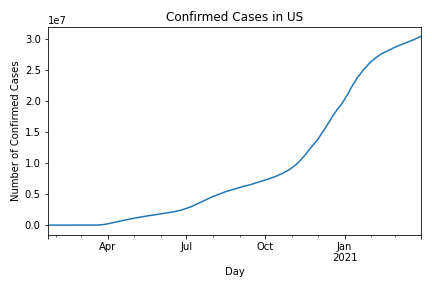 Confirmed Cases in US
1e7
3.0
2.5
2.0
1.5
1.0
0.5
0.0
Number of Confirmed Cases
Apr Jul Oct Jan
2021
Day